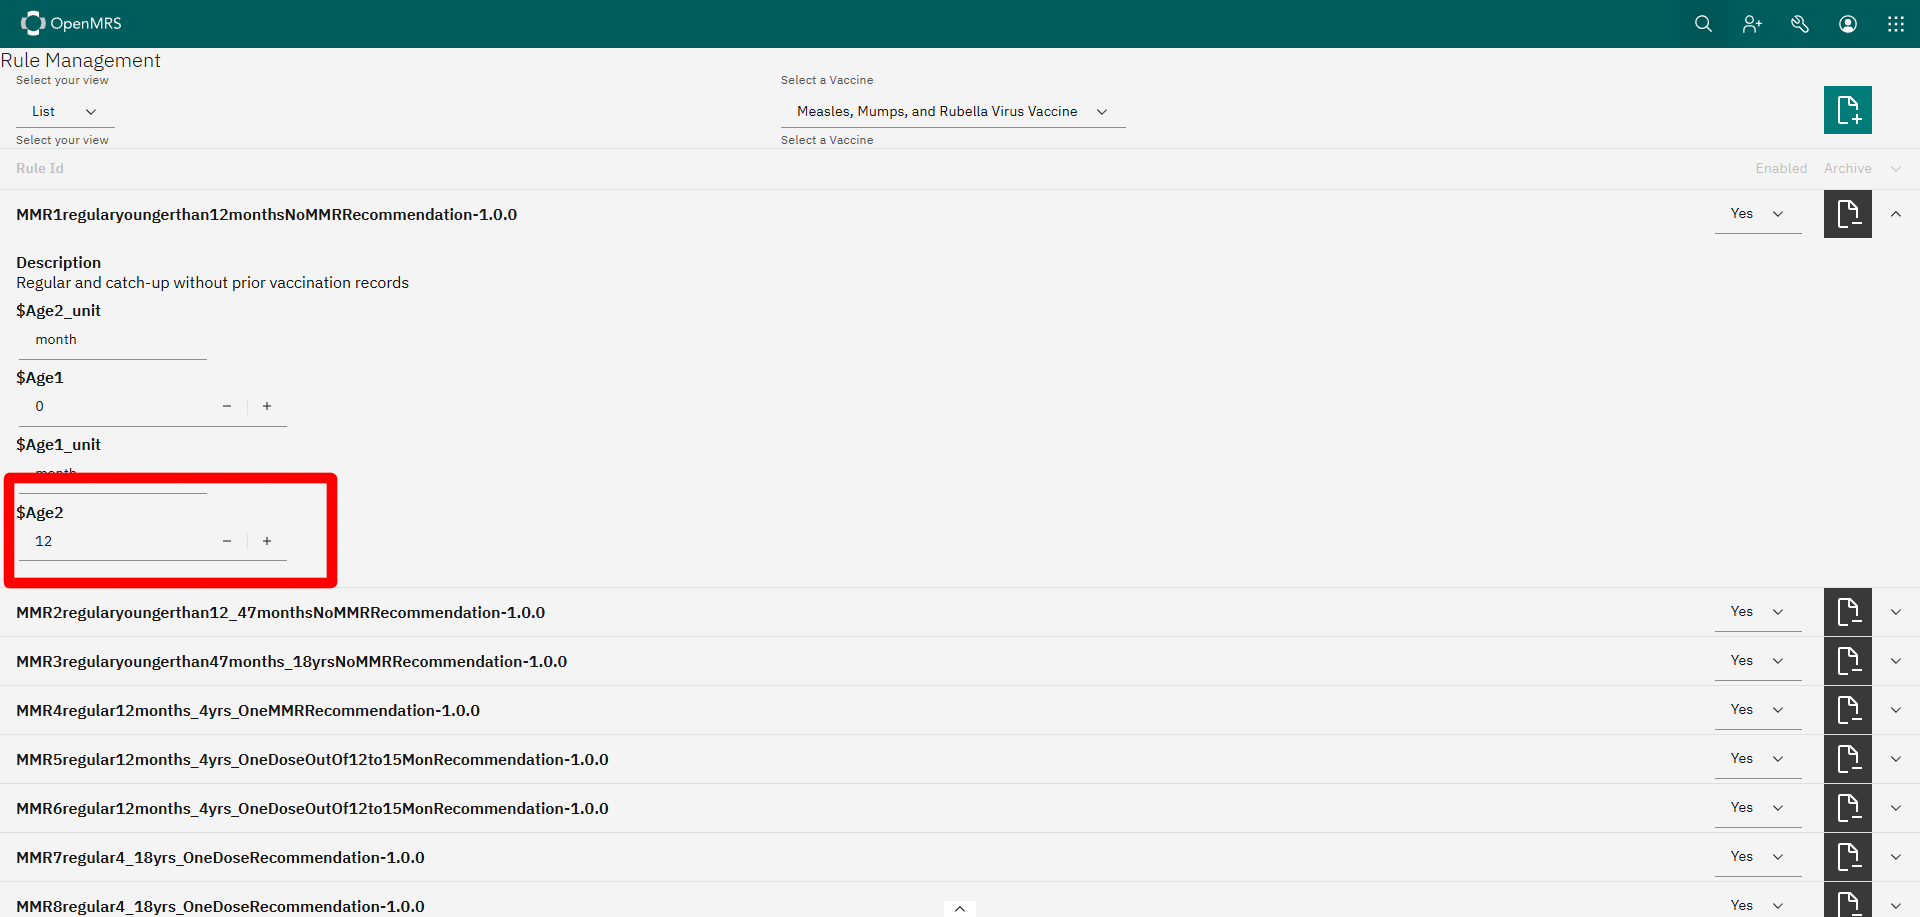 OpenMRS
Rule Management
Select your view
Select a Vaccine
List
Measles, Mumps, and Rubella Virus Vaccine
Select your view
Select a Vaccine
Rule Id
Enabled
Archive
MMR1regularyoungerthan12monthsNoMMRRecommendation-1.0.0
Yes
Description
Regular and catch-up without prior vaccination records
$Age2_unit
month
$Age1
0
$Age1_unit
month
$Age2
12
MMR2regularyoungerthan12_47monthsNoMMRRecommendation-1.0.0
Yes
MMR3regularyoungerthan47months_18yrsNoMMRRecommendation-1.0.0
Yes
MMR4regular12months_4yrs_OneMMRRecommendation-1.0.0
Yes
MMR5regular12months_4yrs_OneDoseOutOf12to15MonRecommendation-1.0.0
Yes
MMR6regular12months_4yrs_OneDoseOutOf12to15MonRecommendation-1.0.0
Yes
MMR7regular4_18yrs_OneDoseRecommendation-1.0.0
Yes
MMR8regular4_18yrs_OneDoseRecommendation-1.0.0
Yes